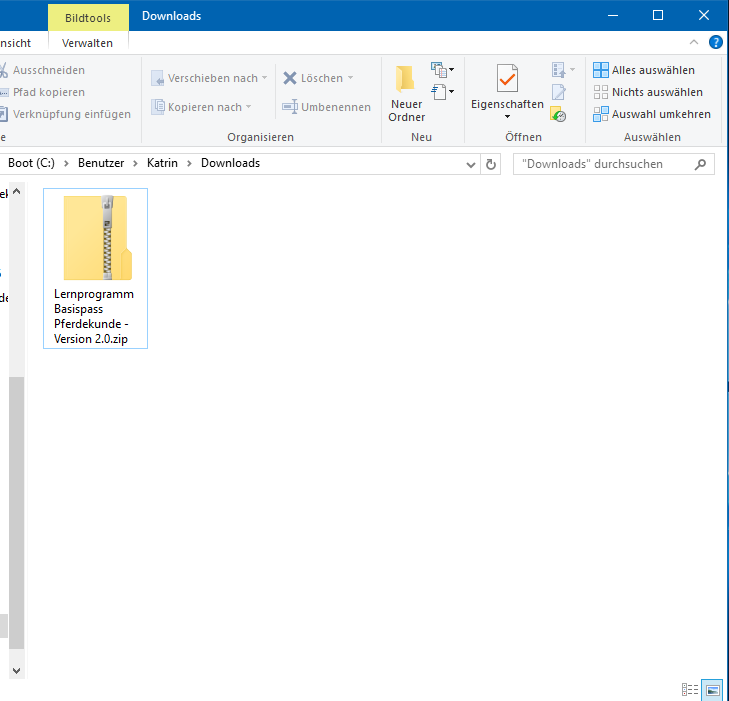 Bildtools
Downloads
nsicht
Verwalten
Ausschneiden
Pfad kopieren
Verknüpfung einfügen
e
Verschieben nach
Kopieren nach
Löschen
Umbenennen
Organisieren
Neuer
Ordner
Neu
Eigenschaften
Öffnen
Alles auswählen
Nichts auswählen
Auswahl umkehren
Auswählen
Boot (C:) > Benutzer > Katrin > Downloads
"Downloads" durchsuchen
Lernprogramm
Basispass
Pferdekunde -
Version 2.0.zip